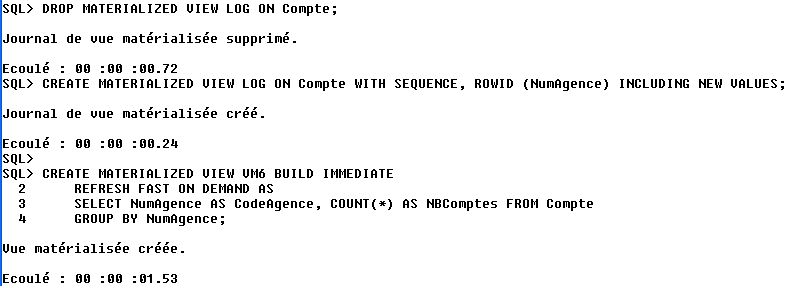 SQL> DROP MATERIALIZED VIEW LOG ON Compte;
Journal de vue matérialisée supprimé.
Ecoulé : 00 :00 :00.72
SQL> CREATE MATERIALIZED VIEW LOG ON Compte WITH SEQUENCE, ROWID (NumAgence) INCLUDING NEW VALUES;
Journal de vue matérialisée créé.
Ecoulé : 00 :00 :00.24
SQL>
SQL> CREATE MATERIALIZED VIEW VM6 BUILD IMMEDIATE
2 REFRESH FAST ON DEMAND AS
3 SELECT NumAgence AS CodeAgence, COUNT(*) AS NBComptes FROM Compte
4 GROUP BY NumAgence;
Vue matérialisée créée.
Ecoulé : 00 :00 :01.53